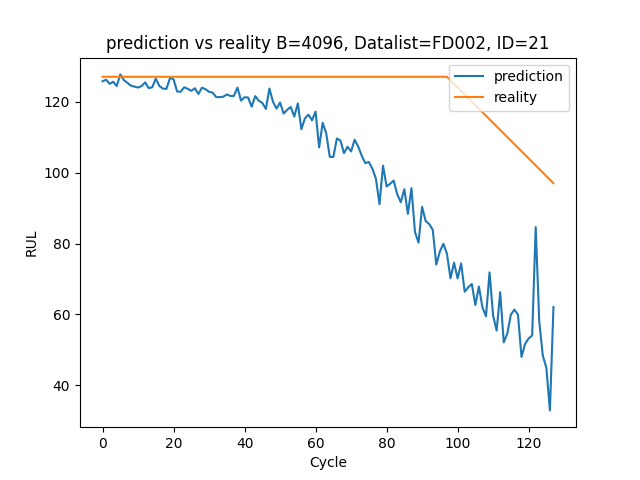 prediction vs reality B=4096, Datalist=FD002, ID=21
prediction
reality
RUL
120
100
80
60
40
0 20 40 60 80 100 120
Cycle